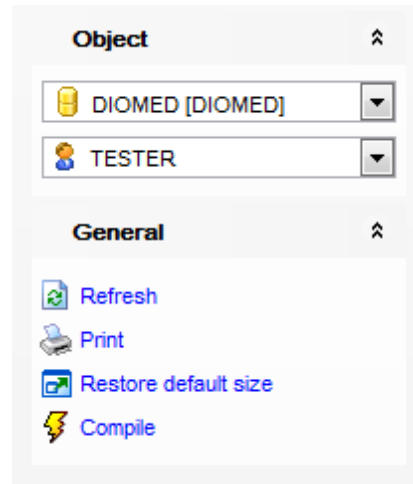 Object
DIOMED [DIOMED]
TESTER
General
Refresh
Print
Restore default size
Compile